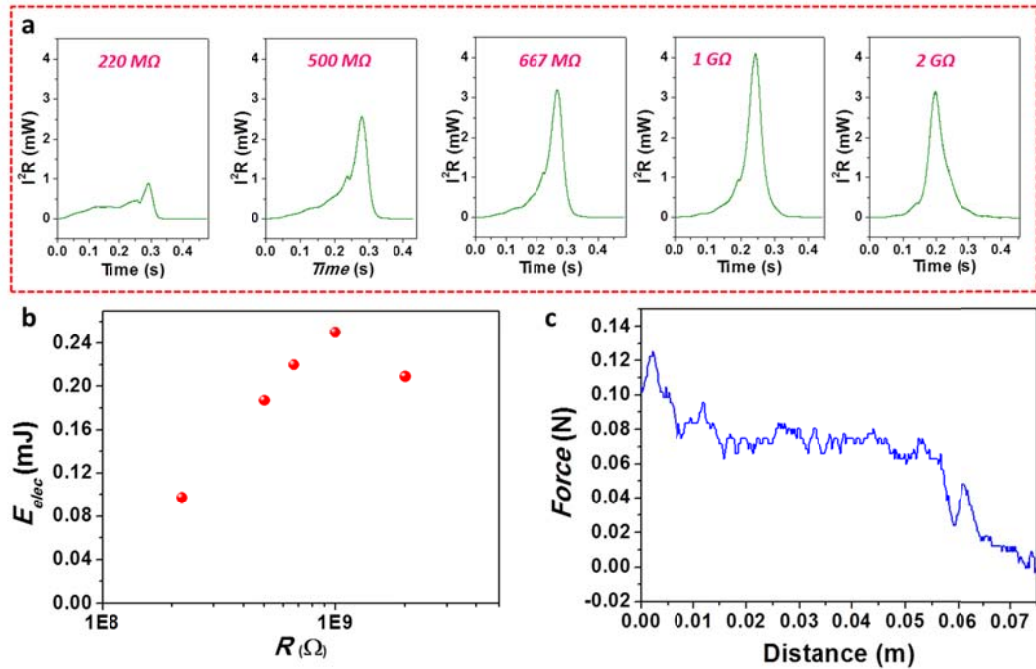 a
220 MΩ
500 MΩ
667 MΩ
1 GΩ
2 GΩ
I²R (mW)
4
3
2
1
0
0.0 0.1 0.2 0.3 0.4
Time (s)
I²R (mW)
4
3
2
1
0
0.0 0.1 0.2 0.3 0.4
Time (s)
I²R (mW)
4
3
2
1
0
0.0 0.1 0.2 0.3 0.4
Time (s)
I²R (mW)
4
3
2
1
0
0.0 0.1 0.2 0.3 0.4
Time (s)
I²R (mW)
4
3
2
1
0
0.0 0.1 0.2 0.3 0.4
Time (s)
b
E elec (mJ)
0.24
0.20
0.16
0.12
0.08
0.04
0.00
1E8 1E9
R (Ω)
c
Force (N)
0.14
0.12
0.10
0.08
0.06
0.04
0.02
0.00
-0.02
0.00 0.01 0.02 0.03 0.04 0.05 0.06 0.07
Distance (m)